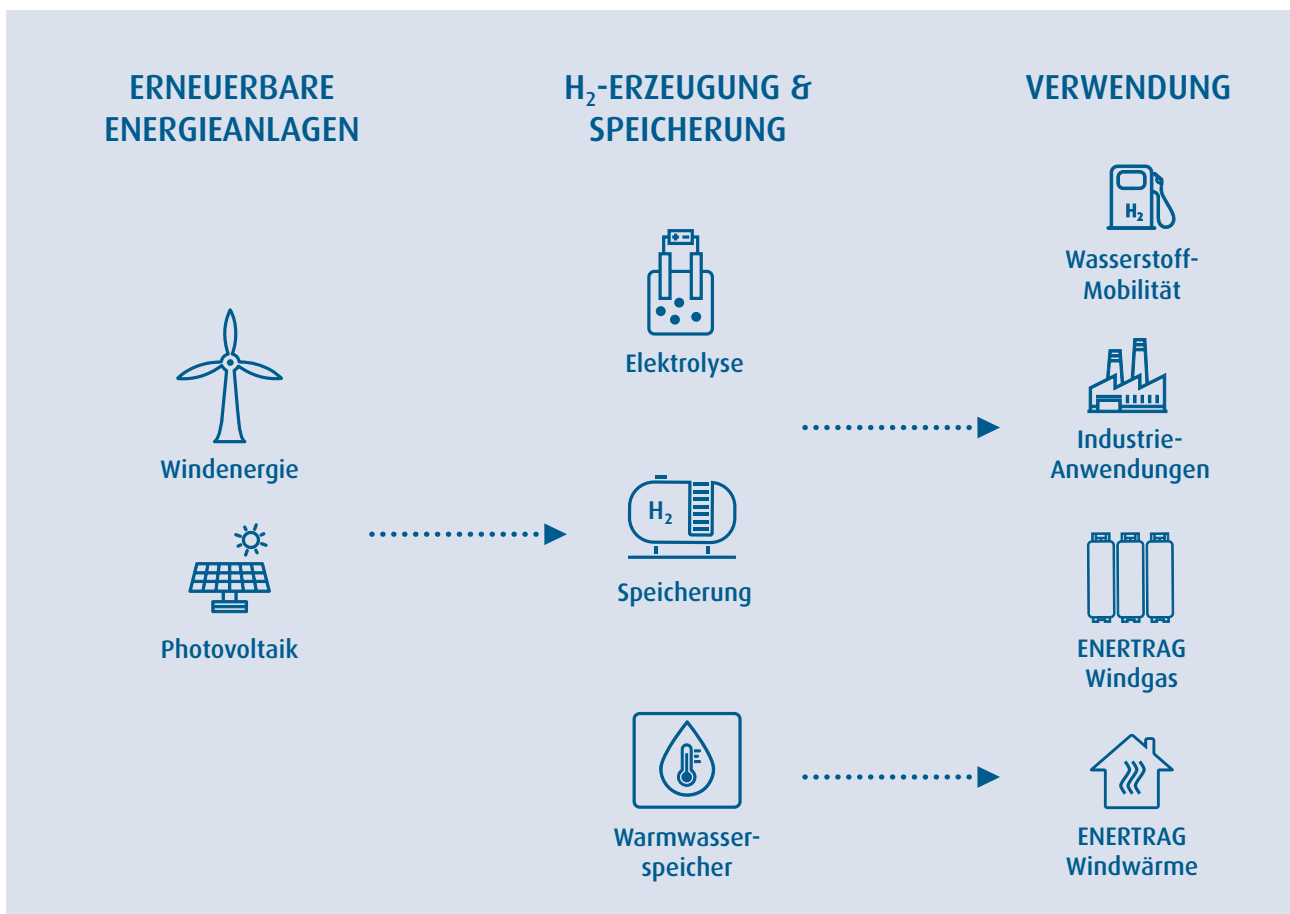 ERNEUERBARE
ENERGIEANLAGEN
Windenergie
Photovoltaik
H₂-ERZEUGUNG &
SPEICHERUNG
Elektrolyse
H₂
Speicherung
Warmwasser-
speicher
VERWENDUNG
H₂
Wasserstoff-
Mobilität
Industrie-
Anwendungen
ENERTRAG
Windgas
ENERTRAG
Windwärme